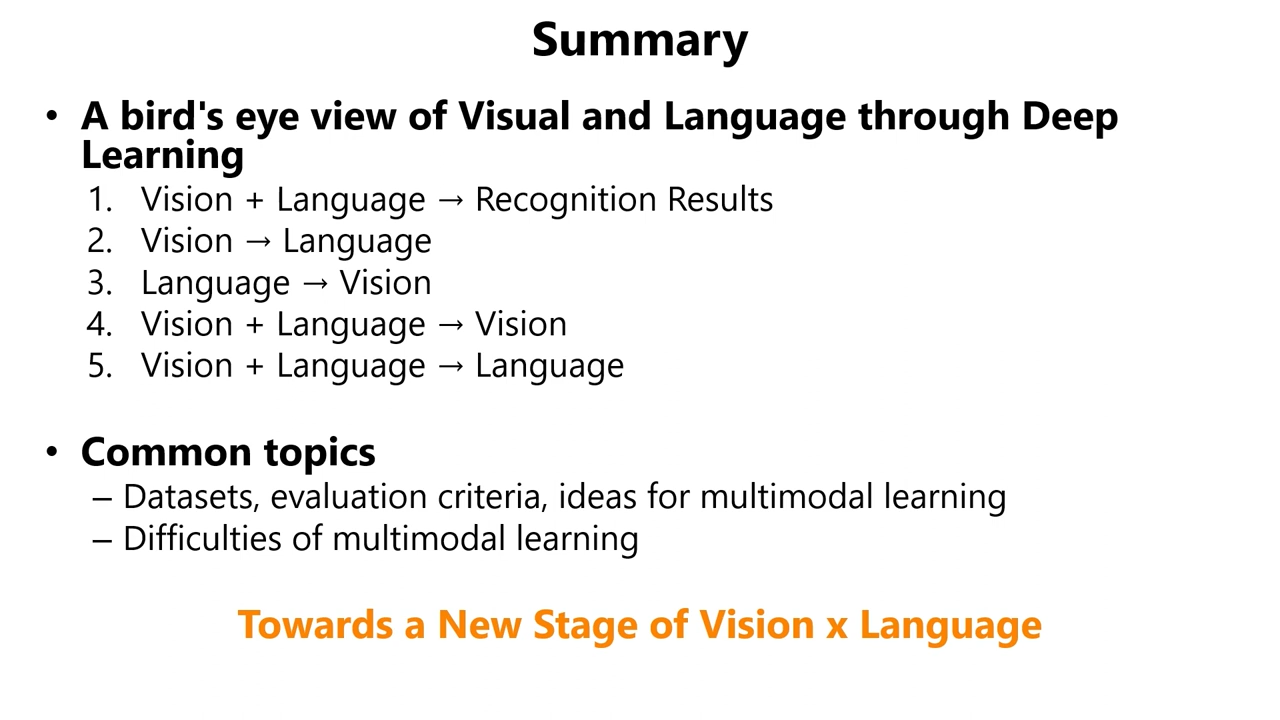 Summary
• A bird's eye view of Visual and Language through Deep
Learning
1. Vision + Language → Recognition Results
2. Vision → Language
3. Language → Vision
4. Vision + Language → Vision
5. Vision + Language → Language
• Common topics
– Datasets, evaluation criteria, ideas for multimodal learning
– Difficulties of multimodal learning
Towards a New Stage of Vision x Language